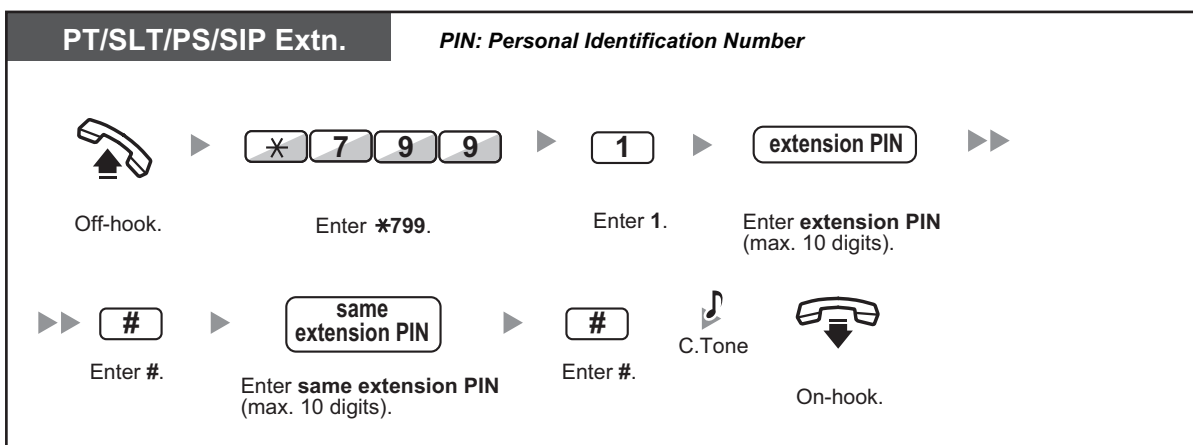 PT/SLT/PS/SIP Extn.
PIN: Personal Identification Number
* 7 9 9
1
extension PIN
Off-hook.
Enter *799.
Enter 1.
Enter extension PIN
(max. 10 digits).
#
same
extension PIN
#
C.Tone
Enter #.
Enter same extension PIN
(max. 10 digits).
Enter #.
On-hook.